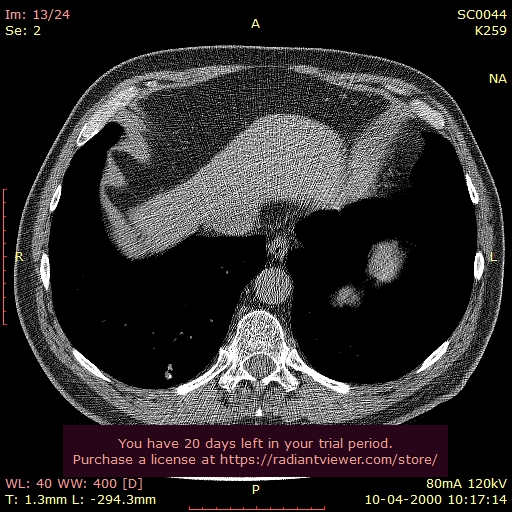 Im: 13/24
Se: 2
A
SC0044
K259
NA
R
L
You have 20 days left in your trial period.
Purchase a license at https://radiantviewer.com/store/
WL: 40 WW: 400 [D]
T: 1.3mm L: -294.3mm
P
80mA 120kV
10-04-2000 10:17:14